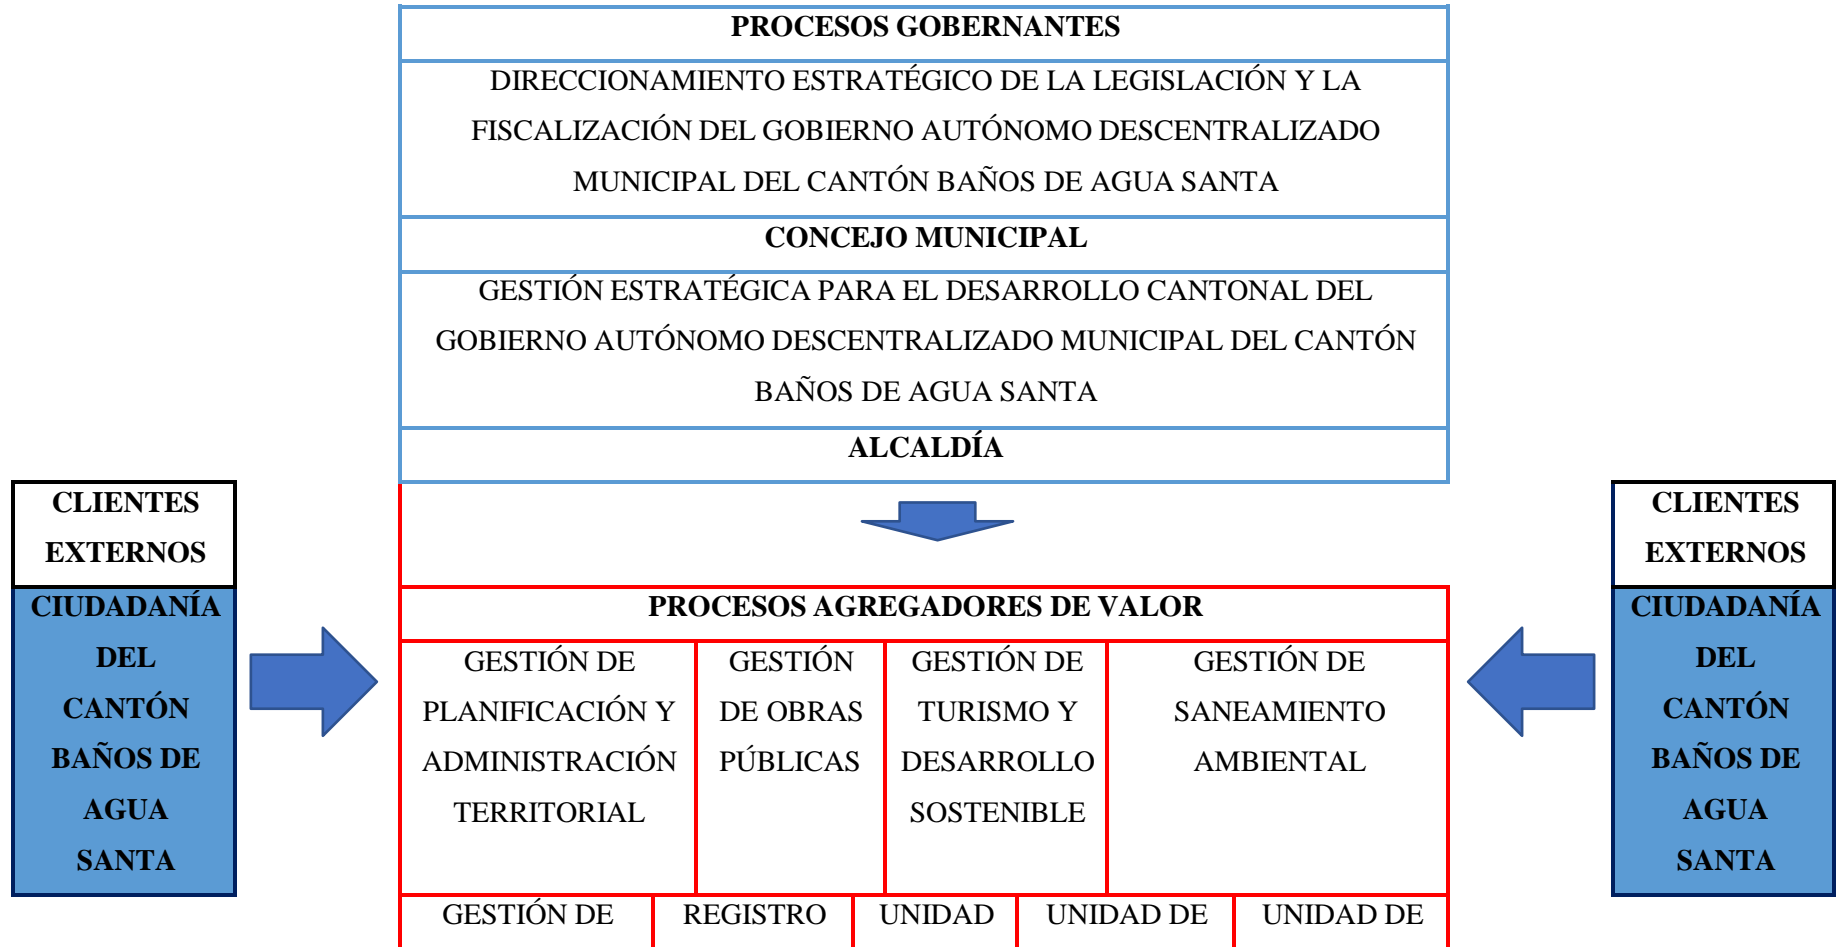 PROCESOS GOBERNANTES
DIRECCIONAMIENTO ESTRATÉGICO DE LA LEGISLACIÓN Y LA
FISCALIZACIÓN DEL GOBIERNO AUTÓNOMO DESCENTRALIZADO
MUNICIPAL DEL CANTÓN BAÑOS DE AGUA SANTA
CONCEJO MUNICIPAL
GESTIÓN ESTRATÉGICA PARA EL DESARROLLO CANTONAL DEL
GOBIERNO AUTÓNOMO DESCENTRALIZADO MUNICIPAL DEL CANTÓN
BAÑOS DE AGUA SANTA
ALCALDÍA
CLIENTES
EXTERNOS
CIUDADANÍA
DEL
CANTÓN
BAÑOS DE
AGUA
SANTA
PROCESOS AGREGADORES DE VALOR
GESTIÓN DE
PLANIFICACIÓN Y
ADMINISTRACIÓN
TERRITORIAL
GESTIÓN
DE OBRAS
PÚBLICAS
GESTIÓN DE
TURISMO Y
DESARROLLO
SOSTENIBLE
GESTIÓN DE
SANEAMIENTO
AMBIENTAL
GESTIÓN DE
REGISTRO
UNIDAD
UNIDAD DE
UNIDAD DE
CLIENTES
EXTERNOS
CIUDADANÍA
DEL
CANTÓN
BAÑOS DE
AGUA
SANTA